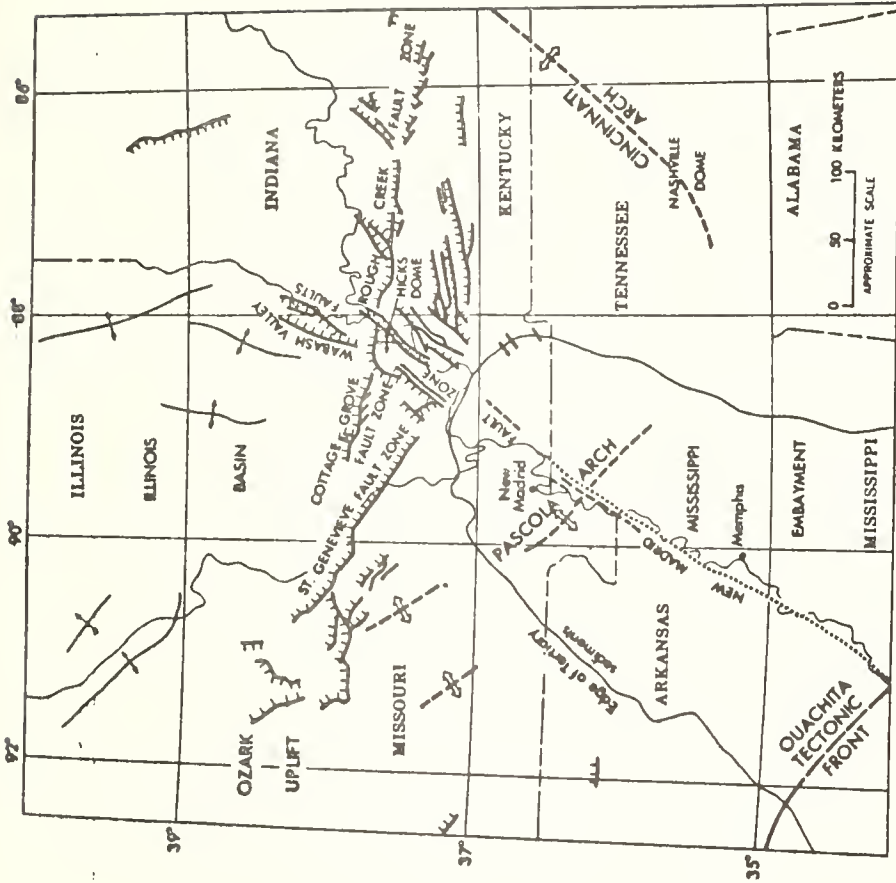 92°
90°
88°
86°
39°
37°
35°
OZARK
UPLIFT
ILLINOIS
ILLINOIS
BASIN
INDIANA
WABASH VALLEY
FAULTS
COTTAGE GROVE
FAULT ZONE
ST. GENEVIEVE FAULT ZONE
ROUGH CREEK FAULT ZONE
HICKS
DOME
MISSOURI
KENTUCKY
ZONE
FAULT
New
Madrid
PASCOLA ARCH
CINCINNATI
ARCH
NASHVILLE
DOME
TENNESSEE
Edge of Tertiary
sediments
ARKANSAS
NEW MADRID
Memphis
MISSISSIPPI
EMBAYMENT
MISSISSIPPI
ALABAMA
OUACHITA
TECTONIC
FRONT
0 50 100 KILOMETERS
APPROXIMATE SCALE